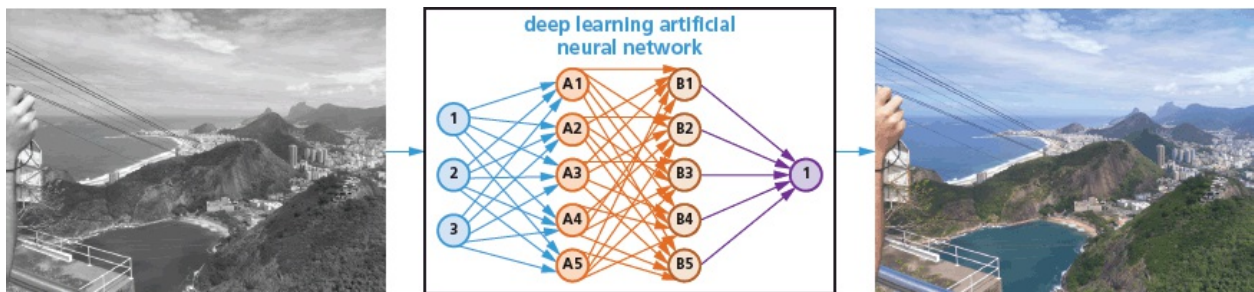 deep learning artificial
neural network
A1
B1
1
A2
B2
2
A3
B3
1
3
A4
B4
A5
B5